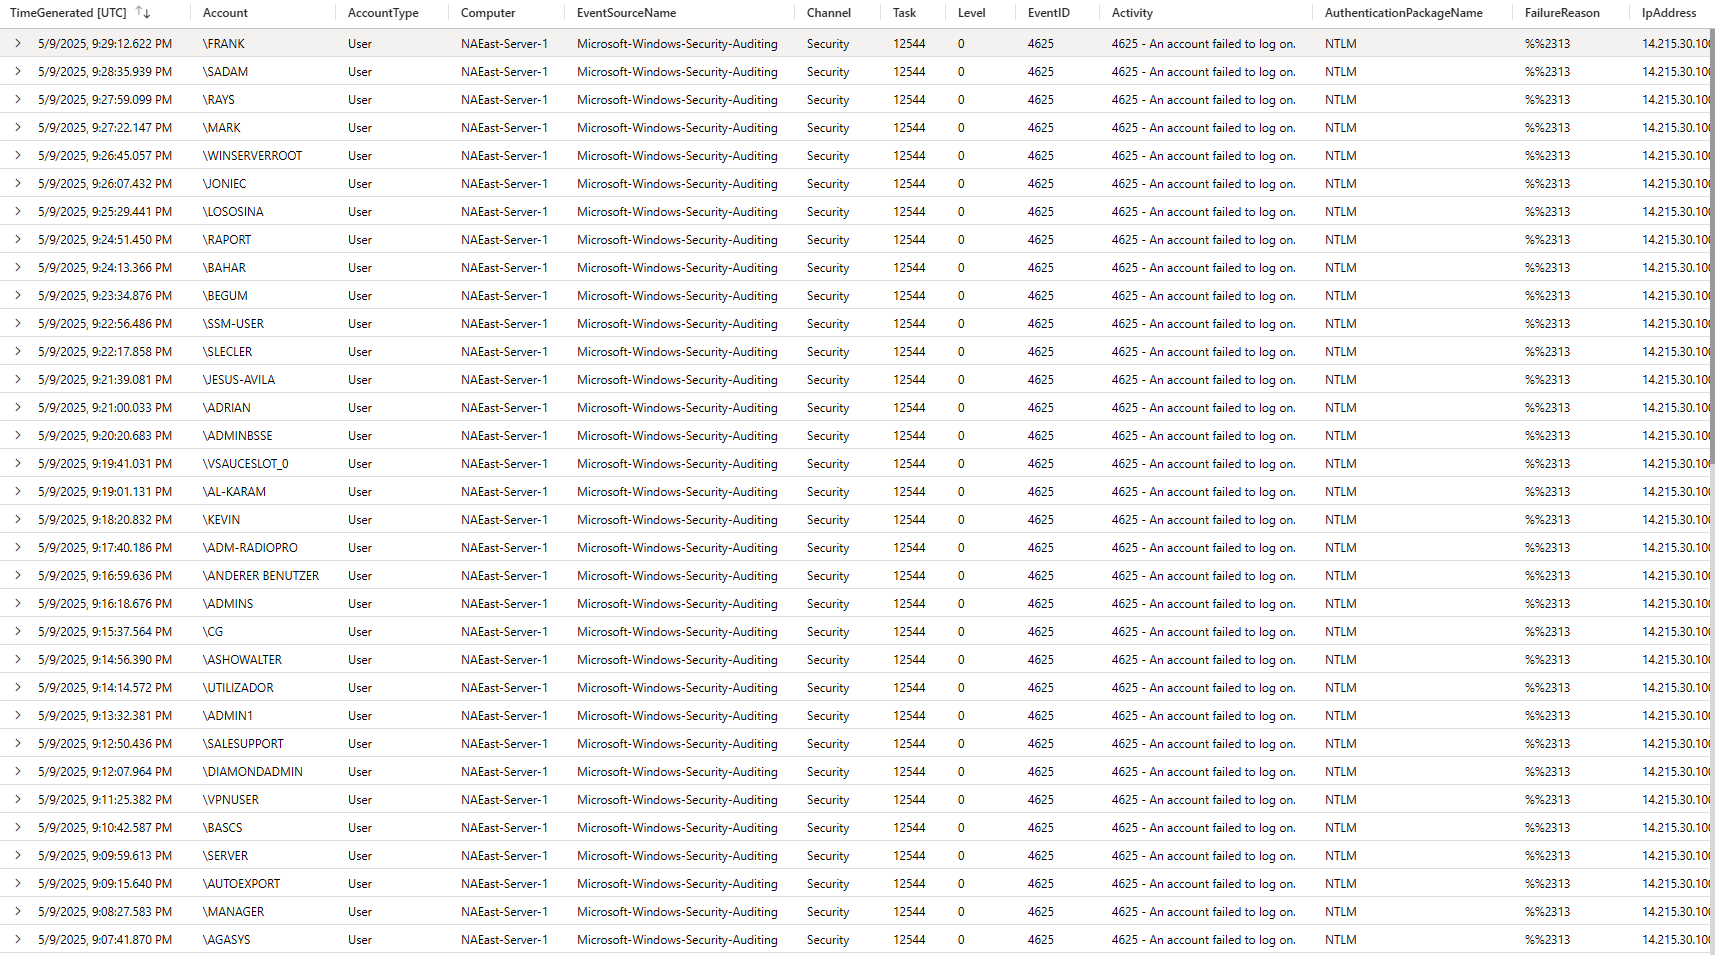 TimeGenerated [UTC] Account AccountType Computer EventSourceName Channel Task Level EventID Activity AuthenticationPackageName FailureReason IpAddress
5/9/2025, 9:29:12.622 PM \FRANK User NAEast-Server-1 Microsoft-Windows-Security-Auditing Security 12544 0 4625 4625 - An account failed to log on. NTLM %%2313 14.215.30.100
5/9/2025, 9:28:35.939 PM \SADAM User NAEast-Server-1 Microsoft-Windows-Security-Auditing Security 12544 0 4625 4625 - An account failed to log on. NTLM %%2313 14.215.30.100
5/9/2025, 9:27:59.099 PM \RAYS User NAEast-Server-1 Microsoft-Windows-Security-Auditing Security 12544 0 4625 4625 - An account failed to log on. NTLM %%2313 14.215.30.100
5/9/2025, 9:27:22.147 PM \MARK User NAEast-Server-1 Microsoft-Windows-Security-Auditing Security 12544 0 4625 4625 - An account failed to log on. NTLM %%2313 14.215.30.100
5/9/2025, 9:26:45.057 PM \WINSERVERROOT User NAEast-Server-1 Microsoft-Windows-Security-Auditing Security 12544 0 4625 4625 - An account failed to log on. NTLM %%2313 14.215.30.100
5/9/2025, 9:26:07.432 PM \JONIEC User NAEast-Server-1 Microsoft-Windows-Security-Auditing Security 12544 0 4625 4625 - An account failed to log on. NTLM %%2313 14.215.30.100
5/9/2025, 9:25:29.441 PM \LOSOSINA User NAEast-Server-1 Microsoft-Windows-Security-Auditing Security 12544 0 4625 4625 - An account failed to log on. NTLM %%2313 14.215.30.100
5/9/2025, 9:24:51.450 PM \RAPORT User NAEast-Server-1 Microsoft-Windows-Security-Auditing Security 12544 0 4625 4625 - An account failed to log on. NTLM %%2313 14.215.30.100
5/9/2025, 9:24:13.366 PM \BAHAR User NAEast-Server-1 Microsoft-Windows-Security-Auditing Security 12544 0 4625 4625 - An account failed to log on. NTLM %%2313 14.215.30.100
5/9/2025, 9:23:34.876 PM \BEGUM User NAEast-Server-1 Microsoft-Windows-Security-Auditing Security 12544 0 4625 4625 - An account failed to log on. NTLM %%2313 14.215.30.100
5/9/2025, 9:22:56.486 PM \SSM-USER User NAEast-Server-1 Microsoft-Windows-Security-Auditing Security 12544 0 4625 4625 - An account failed to log on. NTLM %%2313 14.215.30.100
5/9/2025, 9:22:17.858 PM \SLECLER User NAEast-Server-1 Microsoft-Windows-Security-Auditing Security 12544 0 4625 4625 - An account failed to log on. NTLM %%2313 14.215.30.100
5/9/2025, 9:21:39.081 PM \JESUS-AVILA User NAEast-Server-1 Microsoft-Windows-Security-Auditing Security 12544 0 4625 4625 - An account failed to log on. NTLM %%2313 14.215.30.100
5/9/2025, 9:21:00.033 PM \ADRIAN User NAEast-Server-1 Microsoft-Windows-Security-Auditing Security 12544 0 4625 4625 - An account failed to log on. NTLM %%2313 14.215.30.100
5/9/2025, 9:20:20.683 PM \ADMINBSSE User NAEast-Server-1 Microsoft-Windows-Security-Auditing Security 12544 0 4625 4625 - An account failed to log on. NTLM %%2313 14.215.30.100
5/9/2025, 9:19:41.031 PM \VSAUCESLOT_0 User NAEast-Server-1 Microsoft-Windows-Security-Auditing Security 12544 0 4625 4625 - An account failed to log on. NTLM %%2313 14.215.30.100
5/9/2025, 9:19:01.131 PM \AL-KARAM User NAEast-Server-1 Microsoft-Windows-Security-Auditing Security 12544 0 4625 4625 - An account failed to log on. NTLM %%2313 14.215.30.100
5/9/2025, 9:18:20.832 PM \KEVIN User NAEast-Server-1 Microsoft-Windows-Security-Auditing Security 12544 0 4625 4625 - An account failed to log on. NTLM %%2313 14.215.30.100
5/9/2025, 9:17:40.186 PM \ADM-RADIOPRO User NAEast-Server-1 Microsoft-Windows-Security-Auditing Security 12544 0 4625 4625 - An account failed to log on. NTLM %%2313 14.215.30.100
5/9/2025, 9:16:59.636 PM \ANDERER BENUTZER User NAEast-Server-1 Microsoft-Windows-Security-Auditing Security 12544 0 4625 4625 - An account failed to log on. NTLM %%2313 14.215.30.100
5/9/2025, 9:16:18.676 PM \ADMINS User NAEast-Server-1 Microsoft-Windows-Security-Auditing Security 12544 0 4625 4625 - An account failed to log on. NTLM %%2313 14.215.30.100
5/9/2025, 9:15:37.564 PM \CG User NAEast-Server-1 Microsoft-Windows-Security-Auditing Security 12544 0 4625 4625 - An account failed to log on. NTLM %%2313 14.215.30.100
5/9/2025, 9:14:56.390 PM \ASHOWALTER User NAEast-Server-1 Microsoft-Windows-Security-Auditing Security 12544 0 4625 4625 - An account failed to log on. NTLM %%2313 14.215.30.100
5/9/2025, 9:14:14.572 PM \UTILIZADOR User NAEast-Server-1 Microsoft-Windows-Security-Auditing Security 12544 0 4625 4625 - An account failed to log on. NTLM %%2313 14.215.30.100
5/9/2025, 9:13:32.381 PM \ADMIN1 User NAEast-Server-1 Microsoft-Windows-Security-Auditing Security 12544 0 4625 4625 - An account failed to log on. NTLM %%2313 14.215.30.100
5/9/2025, 9:12:50.436 PM \SALESUPPORT User NAEast-Server-1 Microsoft-Windows-Security-Auditing Security 12544 0 4625 4625 - An account failed to log on. NTLM %%2313 14.215.30.100
5/9/2025, 9:12:07.964 PM \DIAMONDADMIN User NAEast-Server-1 Microsoft-Windows-Security-Auditing Security 12544 0 4625 4625 - An account failed to log on. NTLM %%2313 14.215.30.100
5/9/2025, 9:11:25.382 PM \VPNUSER User NAEast-Server-1 Microsoft-Windows-Security-Auditing Security 12544 0 4625 4625 - An account failed to log on. NTLM %%2313 14.215.30.100
5/9/2025, 9:10:42.587 PM \BASCS User NAEast-Server-1 Microsoft-Windows-Security-Auditing Security 12544 0 4625 4625 - An account failed to log on. NTLM %%2313 14.215.30.100
5/9/2025, 9:09:59.613 PM \SERVER User NAEast-Server-1 Microsoft-Windows-Security-Auditing Security 12544 0 4625 4625 - An account failed to log on. NTLM %%2313 14.215.30.100
5/9/2025, 9:09:15.640 PM \AUTOEXPORT User NAEast-Server-1 Microsoft-Windows-Security-Auditing Security 12544 0 4625 4625 - An account failed to log on. NTLM %%2313 14.215.30.100
5/9/2025, 9:08:27.583 PM \MANAGER User NAEast-Server-1 Microsoft-Windows-Security-Auditing Security 12544 0 4625 4625 - An account failed to log on. NTLM %%2313 14.215.30.100
5/9/2025, 9:07:41.870 PM \AGASYS User NAEast-Server-1 Microsoft-Windows-Security-Auditing Security 12544 0 4625 4625 - An account failed to log on. NTLM %%2313 14.215.30.100